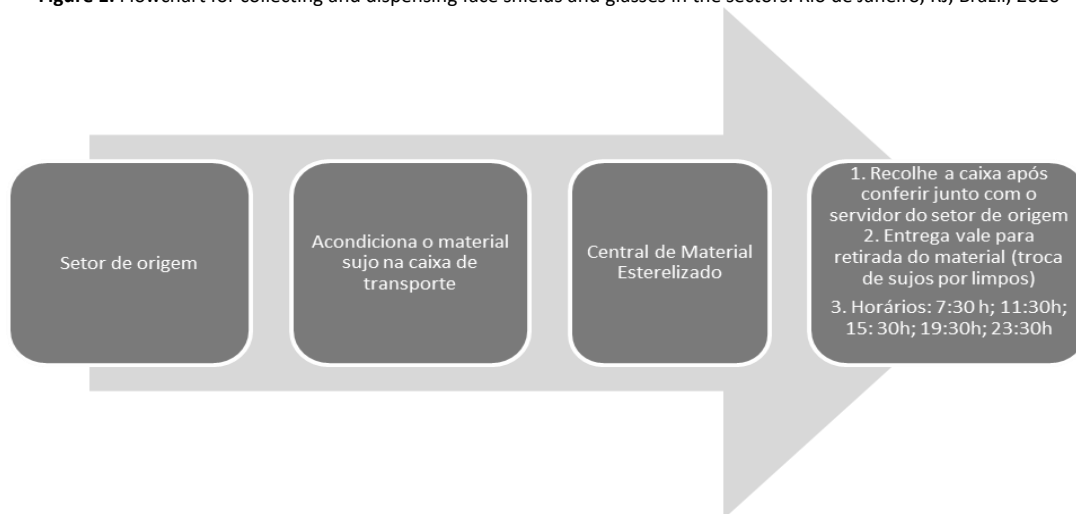 Figure 1. Flowchart for collecting and dispensing face shields and glasses in the sectors. Rio de Janeiro, RJ, Brazil, 2020
Setor de origem
Acondiciona o material
sujo na caixa de
transporte
Central de Material
Esterelizado
1. Recolhe a caixa após
conferir junto com o
servidor do setor de origem
2. Entrega vale para
retirada do material (troca
de sujos por limpos)
3. Horários: 7:30 h; 11:30h;
15: 30h; 19:30h; 23:30h